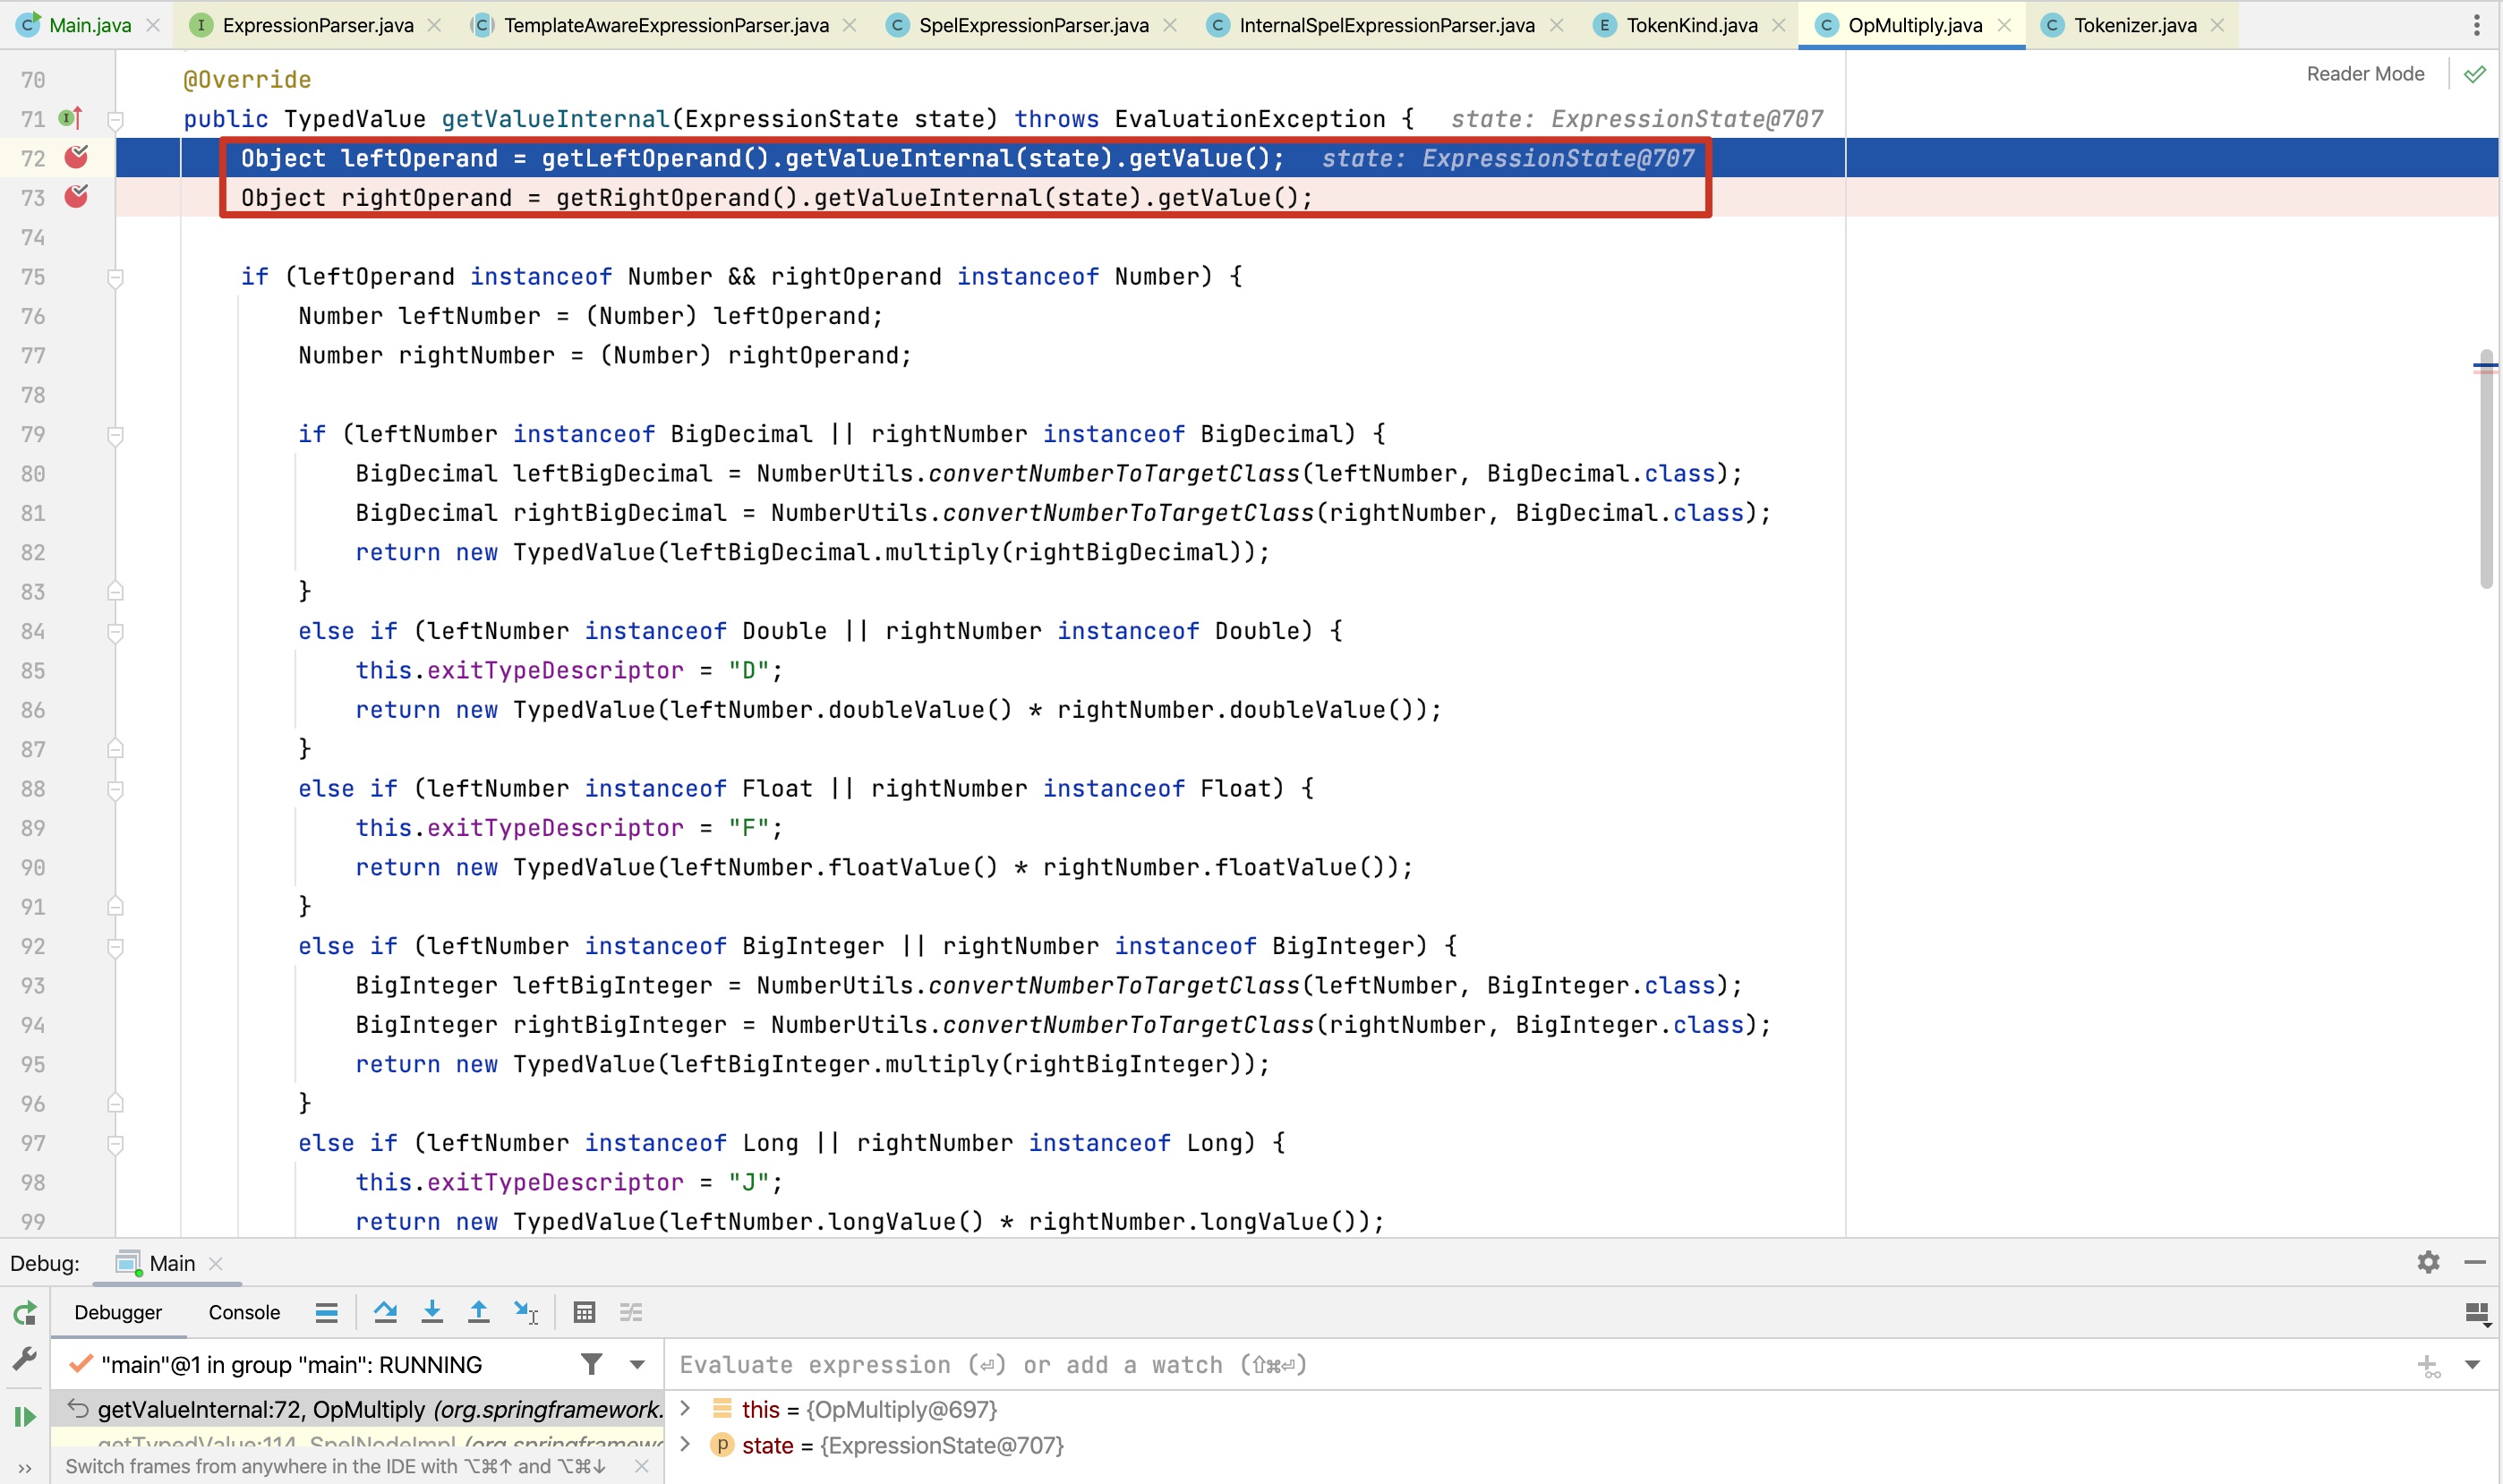 Main.java ExpressionParser.java TemplateAwareExpressionParser.java SpelExpressionParser.java InternalSpelExpressionParser.java TokenKind.java OpMultiply.java Tokenizer.java
Reader Mode
70 @Override
71 public TypedValue getValueInternal(ExpressionState state) throws EvaluationException { state: ExpressionState@707
72 Object leftOperand = getLeftOperand().getValueInternal(state).getValue(); state: ExpressionState@707
73 Object rightOperand = getRightOperand().getValueInternal(state).getValue();
74
75 if (leftOperand instanceof Number && rightOperand instanceof Number) {
76 Number leftNumber = (Number) leftOperand;
77 Number rightNumber = (Number) rightOperand;
78
79 if (leftNumber instanceof BigDecimal || rightNumber instanceof BigDecimal) {
80 BigDecimal leftBigDecimal = NumberUtils.convertNumberToTargetClass(leftNumber, BigDecimal.class);
81 BigDecimal rightBigDecimal = NumberUtils.convertNumberToTargetClass(rightNumber, BigDecimal.class);
82 return new TypedValue(leftBigDecimal.multiply(rightBigDecimal));
83 }
84 else if (leftNumber instanceof Double || rightNumber instanceof Double) {
85 this.exitTypeDescriptor = "D";
86 return new TypedValue(leftNumber.doubleValue() * rightNumber.doubleValue());
87 }
88 else if (leftNumber instanceof Float || rightNumber instanceof Float) {
89 this.exitTypeDescriptor = "F";
90 return new TypedValue(leftNumber.floatValue() * rightNumber.floatValue());
91 }
92 else if (leftNumber instanceof BigInteger || rightNumber instanceof BigInteger) {
93 BigInteger leftBigInteger = NumberUtils.convertNumberToTargetClass(leftNumber, BigInteger.class);
94 BigInteger rightBigInteger = NumberUtils.convertNumberToTargetClass(rightNumber, BigInteger.class);
95 return new TypedValue(leftBigInteger.multiply(rightBigInteger));
96 }
97 else if (leftNumber instanceof Long || rightNumber instanceof Long) {
98 this.exitTypeDescriptor = "J";
99 return new TypedValue(leftNumber.longValue() * rightNumber.longValue());
Debug: Main
Debugger Console
"main"@1 in group "main": RUNNING
Evaluate expression (⏎) or add a watch (⇧⌘⏎)
getValueInternal:72, OpMultiply (org.springframework.
this = {OpMultiply@697}
getTypedValue:114, SpelNodeImpl (org.springframewo
state = {ExpressionState@707}
Switch frames from anywhere in the IDE with ⌥⌘↑ and ⌥⌘↓